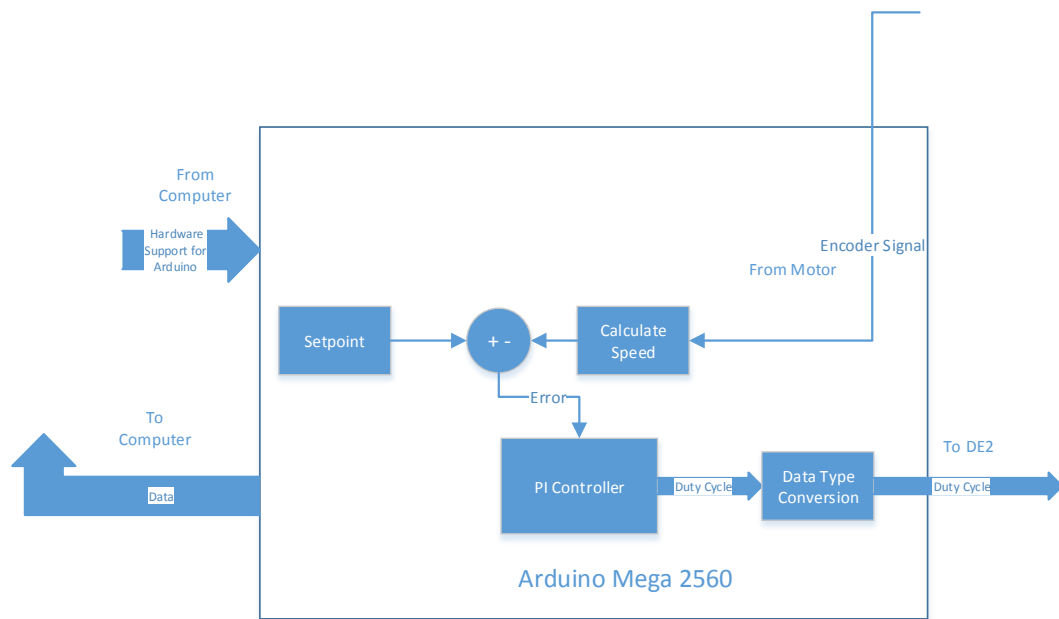 From
Computer
Hardware
Support for
Arduino
Encoder Signal
From Motor
Setpoint
+ -
Calculate
Speed
Error
To
Computer
Data
PI Controller
Duty Cycle
Data Type
Conversion
To DE2
Duty Cycle
Arduino Mega 2560